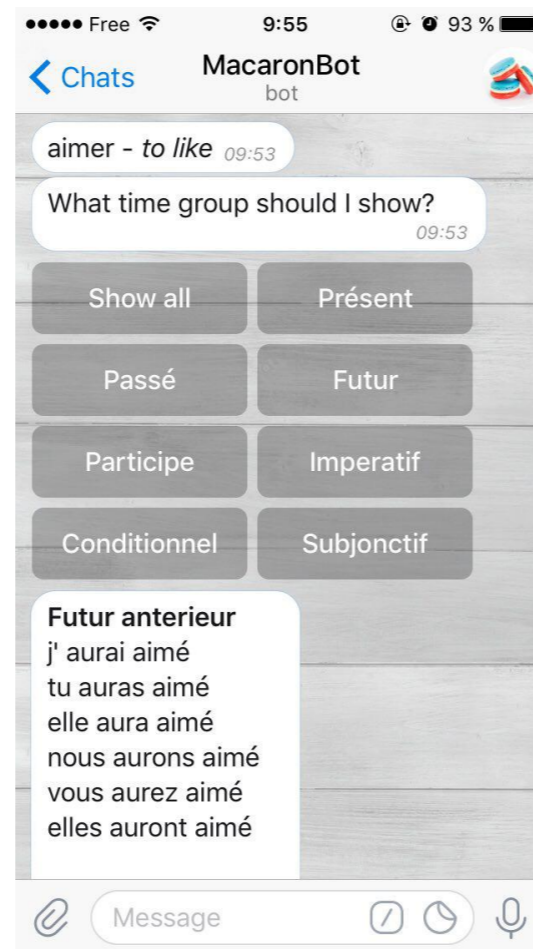 Free 9:55 93 %
Chats MacaronBot
bot
aimer - to like 09:53
What time group should I show?
09:53
Show all Présent
Passé Futur
Participe Imperatif
Conditionnel Subjonctif
Futur anterieur
j' aurai aimé
tu auras aimé
elle aura aimé
nous aurons aimé
vous aurez aimé
elles auront aimé
Message